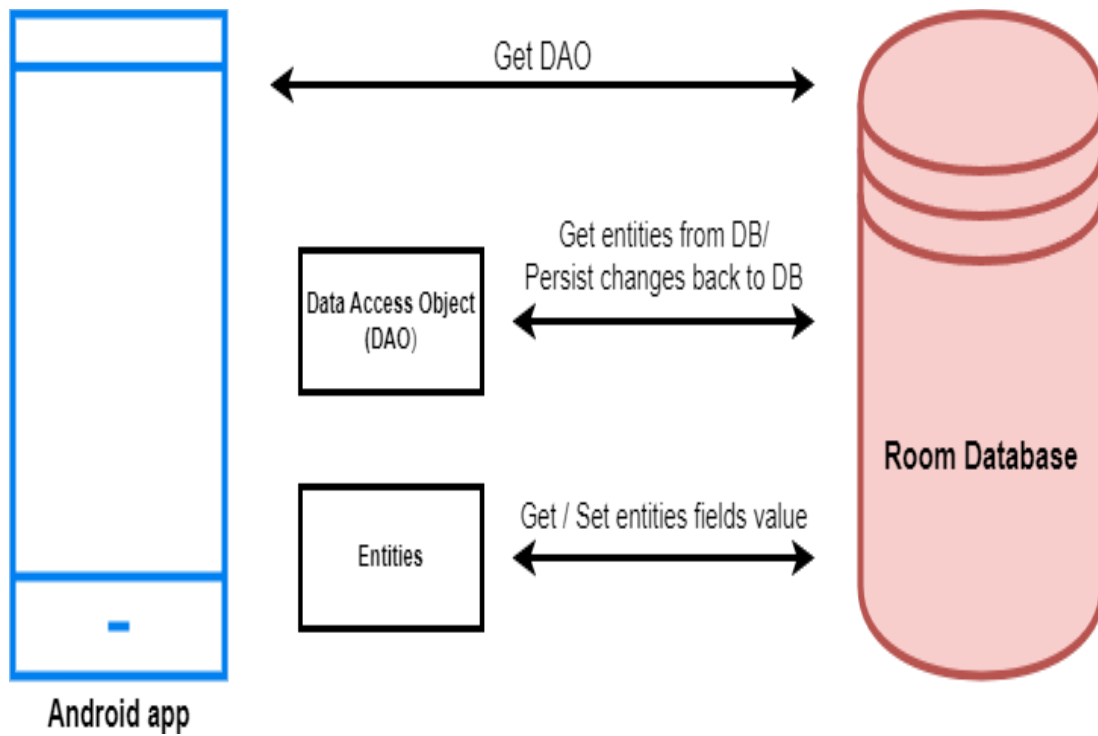 Get DAO
Get entities from DB/
Persist changes back to DB
Data Access Object
(DAO)
Room Database
Get / Set entities fields value
Entities
Android app